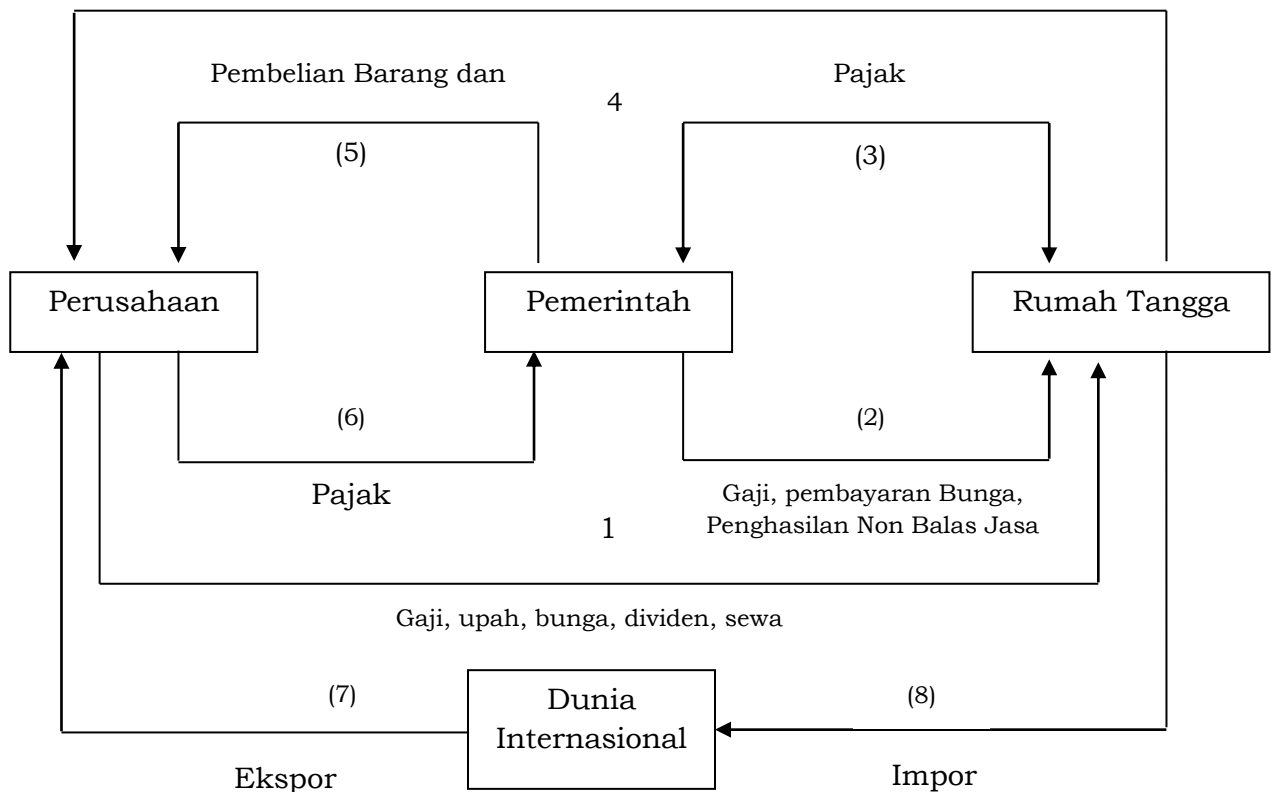 Pembelian Barang dan
Pajak
4
(5)
(3)
Perusahaan
Pemerintah
Rumah Tangga
(6)
(2)
Pajak
Gaji, pembayaran Bunga,
Penghasilan Non Balas Jasa
1
Gaji, upah, bunga, dividen, sewa
(7)
Dunia
Internasional
(8)
Ekspor
Impor